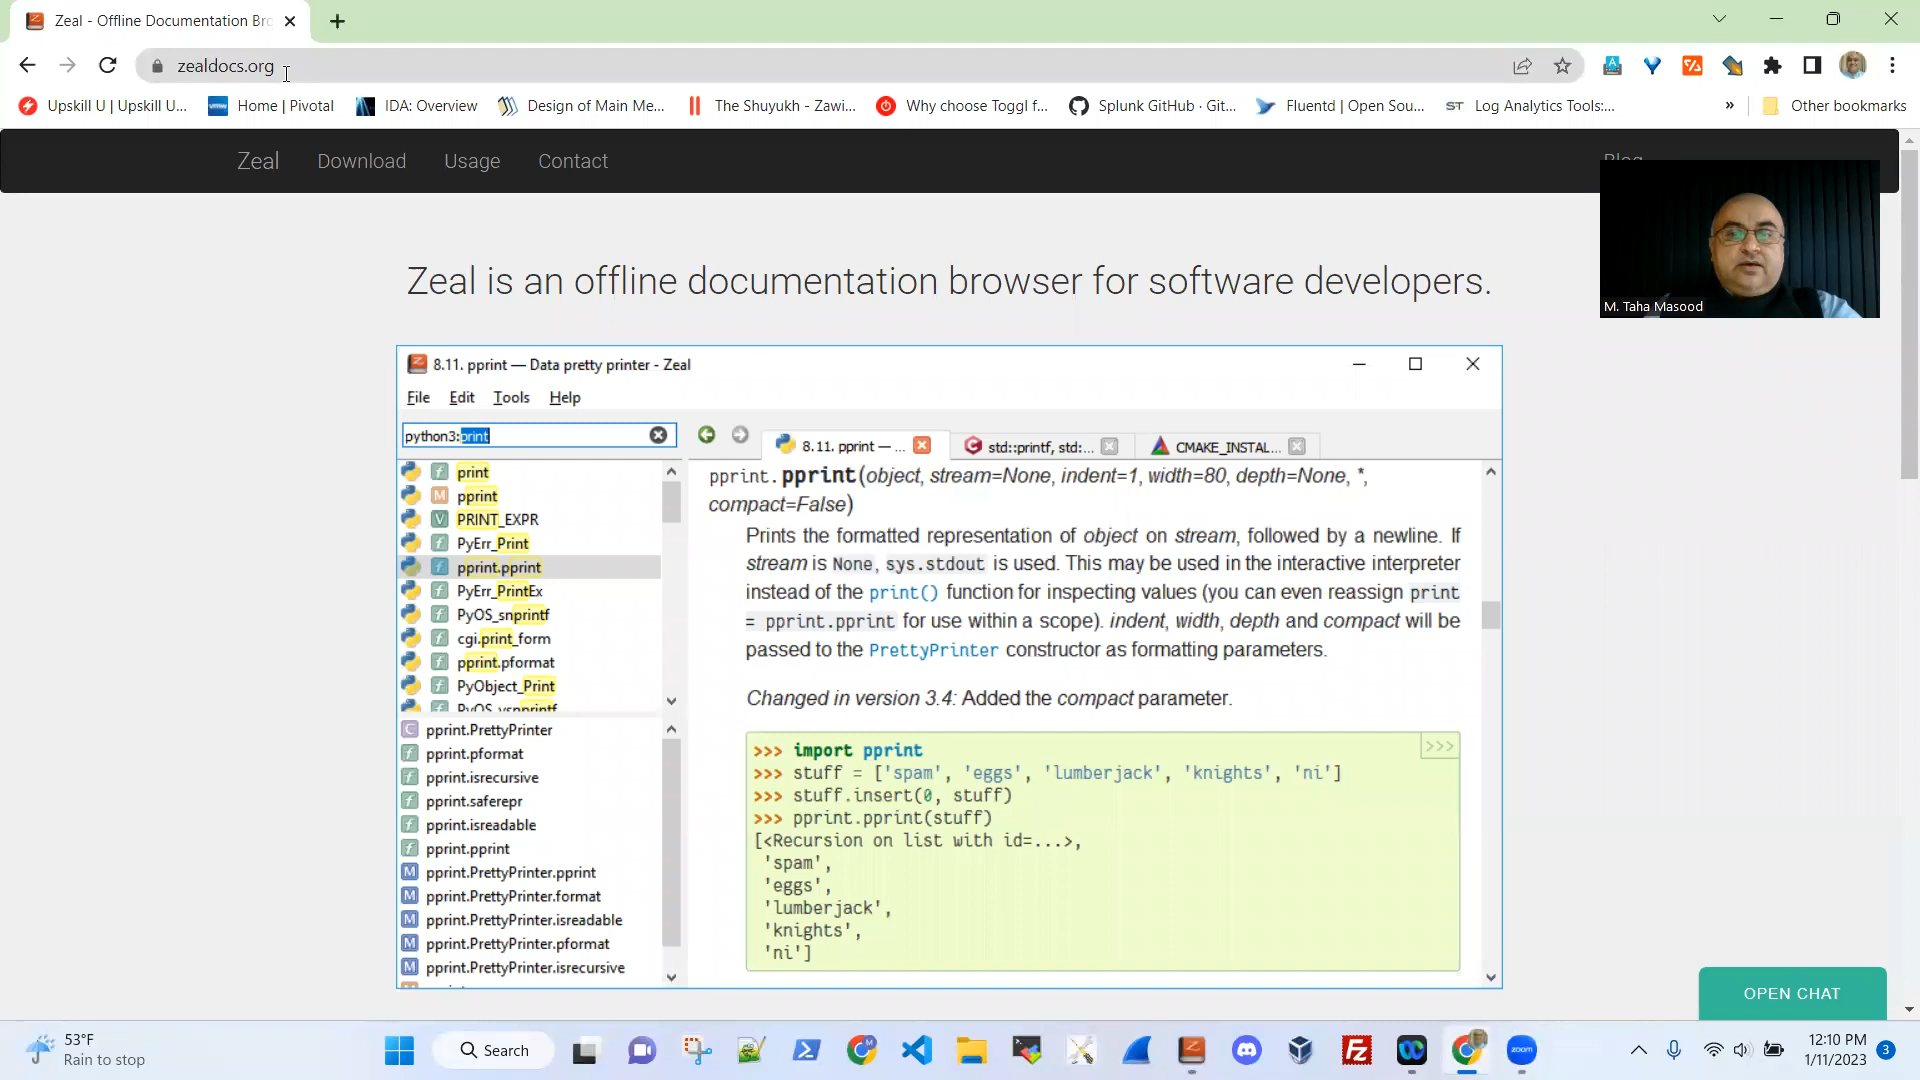 Zeal - Offline Documentation Bro
zealdocs.org
Upskill U | Upskill U...
Home | Pivotal
IDA: Overview
Design of Main Me...
The Shuyukh - Zawi...
Why choose Toggl f...
Splunk GitHub · Git...
Fluentd | Open Sou...
ST Log Analytics Tools:...
»
Other bookmarks
Zeal
Download
Usage
Contact
Blog
M. Taha Masood
Zeal is an offline documentation browser for software developers.
8.11. pprint — Data pretty printer - Zeal
File Edit Tools Help
python3:print
8.11. pprint — ...
std::printf, std:...
CMAKE_INSTAL...
print
pprint
PRINT_EXPR
PyErr_Print
pprint.pprint
PyErr_PrintEx
PyOS_snprintf
cgi.print_form
pprint.pformat
PyObject_Print
PyOS_vsnprintf
pprint.PrettyPrinter
pprint.pformat
pprint.isrecursive
pprint.saferepr
pprint.isreadable
pprint.pprint
pprint.PrettyPrinter.pprint
pprint.PrettyPrinter.format
pprint.PrettyPrinter.isreadable
pprint.PrettyPrinter.pformat
pprint.PrettyPrinter.isrecursive
pprint.pprint(object, stream=None, indent=1, width=80, depth=None, *,
compact=False)
Prints the formatted representation of object on stream, followed by a newline. If
stream is None, sys.stdout is used. This may be used in the interactive interpreter
instead of the print() function for inspecting values (you can even reassign print
= pprint.pprint for use within a scope). indent, width, depth and compact will be
passed to the PrettyPrinter constructor as formatting parameters.
Changed in version 3.4: Added the compact parameter.
>>>
>>> import pprint
>>> stuff = ['spam', 'eggs', 'lumberjack', 'knights', 'ni']
>>> stuff.insert(0, stuff)
>>> pprint.pprint(stuff)
[<Recursion on list with id=...>,
'spam',
'eggs',
'lumberjack',
'knights',
'ni']
OPEN CHAT
53°F
Rain to stop
Search
zoom
12:10 PM
1/11/2023
3